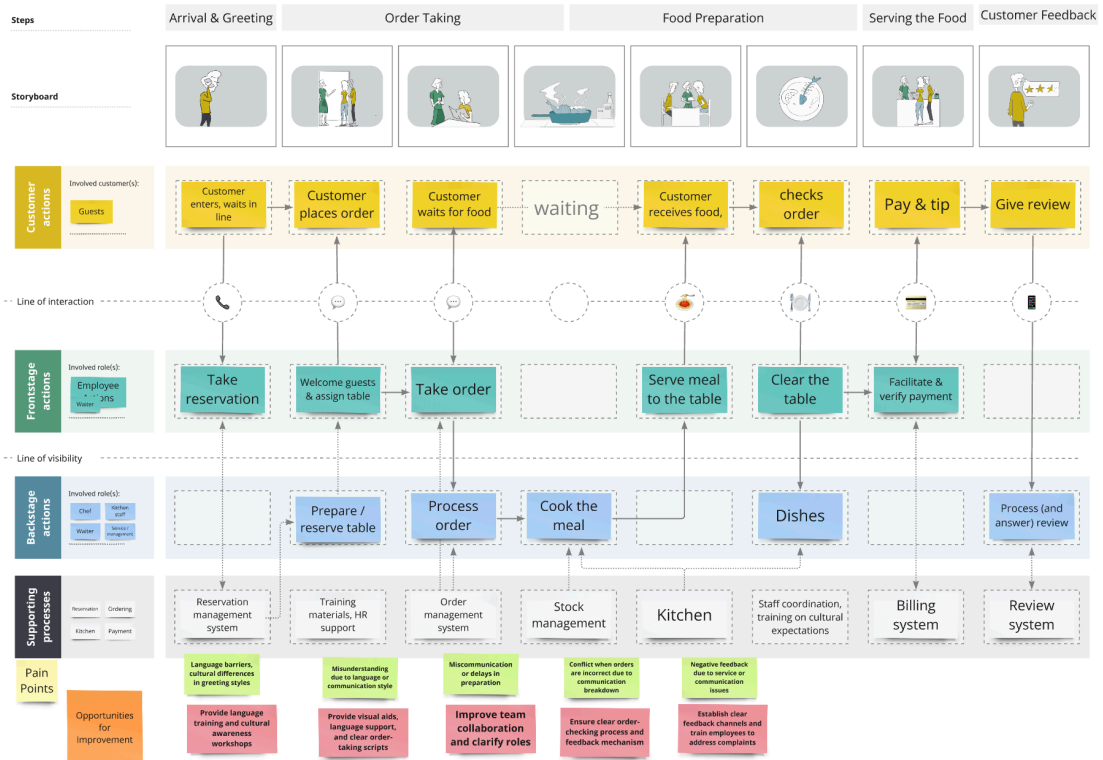 Steps
Arrival & Greeting
Order Taking
Food Preparation
Serving the Food
Customer Feedback
Storyboard
Customer
actions
Involved customer(s):
Guests
Customer
enters, waits in
line
Customer
places order
Customer
waits for food
waiting
Customer
receives food,
checks
order
Pay & tip
Give review
Line of interaction
Frontstage
actions
Involved role(s):
Employee
Waiter
Take
reservation
Welcome guests
& assign table
Take order
Serve meal
to the table
Clear the
table
Facilitate &
verify payment
Line of visibility
Backstage
actions
Involved role(s):
Chef
Kitchen
staff
Waiter
Service /
management
Prepare /
reserve table
Process
order
Cook the
meal
Dishes
Process (and
answer) review
Supporting
processes
Reservation
Ordering
Kitchen
Payment
Reservation
management
system
Training
materials, HR
support
Order
management
system
Stock
management
Kitchen
Staff coordination,
training on cultural
expectations
Billing
system
Review
system
Pain
Points
Language barriers,
cultural differences
in greeting styles
Misunderstanding
due to language or
communication style
Miscommunication
or delays in
preparation
Conflict when orders
are incorrect due to
communication
breakdown
Negative feedback
due to service or
communication
issues
Opportunities
for
Improvement
Provide language
training and cultural
awareness
workshops
Provide visual aids,
language support,
and clear order-
taking scripts
Improve team
collaboration
and clarify roles
Ensure clear order-
checking process and
feedback mechanism
Establish clear
feedback channels and
train employees to
address complaints